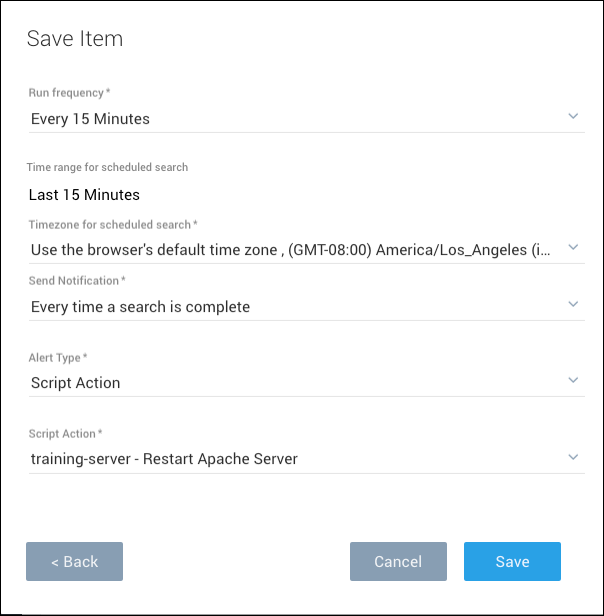 Save Item
Run frequency *
Every 15 Minutes
Time range for scheduled search
Last 15 Minutes
Timezone for scheduled search *
Use the browser's default time zone , (GMT-08:00) America/Los_Angeles (i...
Send Notification *
Every time a search is complete
Alert Type *
Script Action
Script Action *
training-server - Restart Apache Server
< Back
Cancel
Save